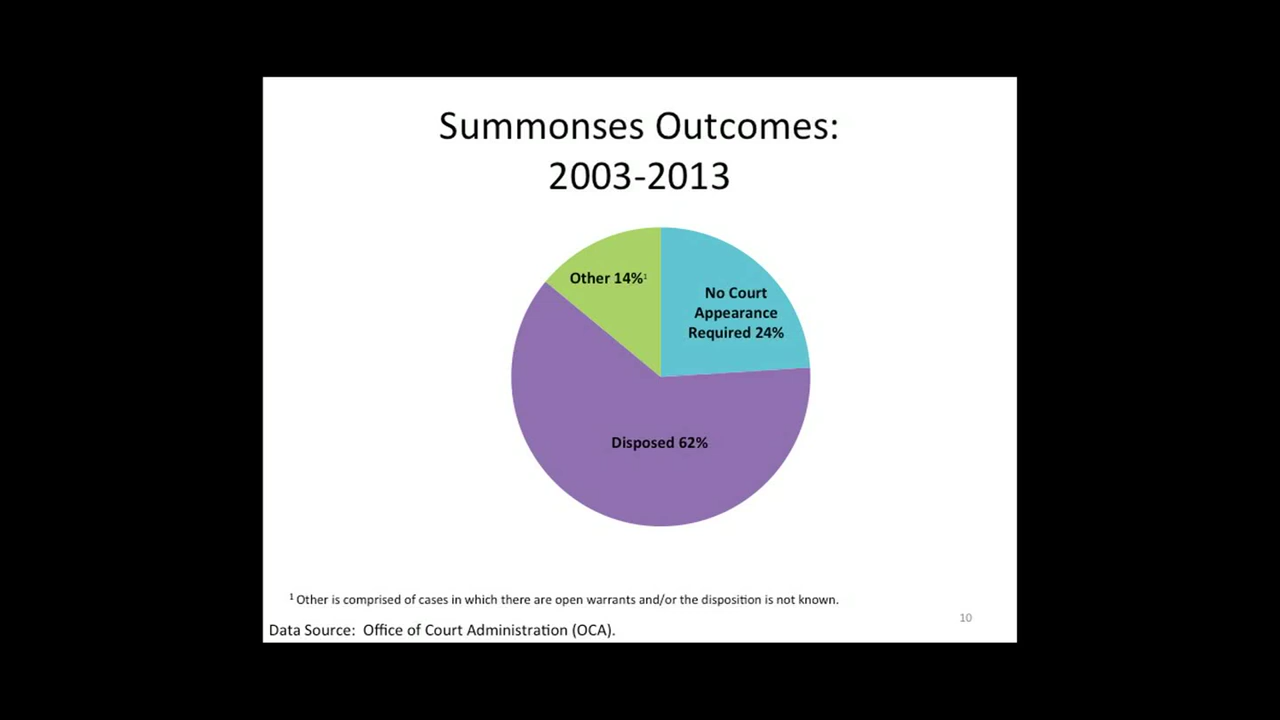 Summonses Outcomes:
2003-2013
Other 14%¹
No Court
Appearance
Required 24%
Disposed 62%
¹ Other is comprised of cases in which there are open warrants and/or the disposition is not known.
10
Data Source:  Office of Court Administration (OCA).